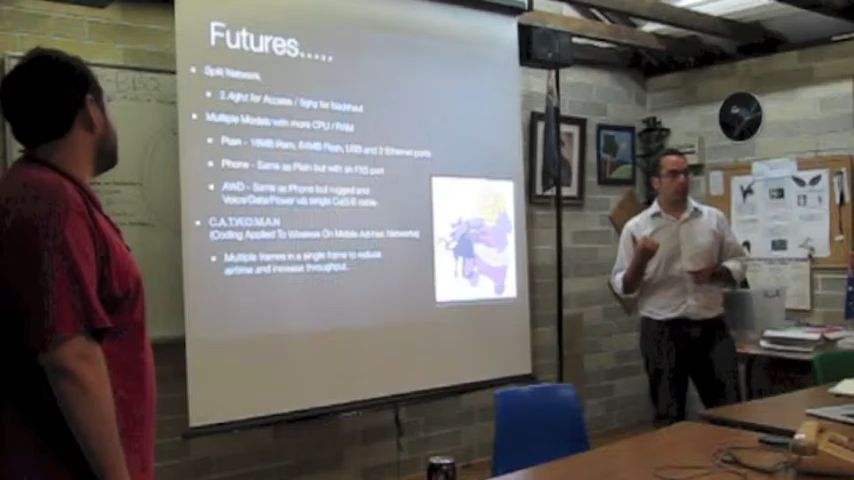 Futures.....
Split Network
2.4ghz for Access / 5ghz for backhaul
Multiple Models with more CPU / RAM
Plain - 16MB Ram, 64MB Flash, USB and 2 Ethernet ports
Phone - Same as Plain but with an FXS port
AWD - Same as Phone but rugged and
Voice/Data/Power via single Cat5/6 cable.
C.A.T.W.O.M.A.N
(Coding Applied To Wireless On Mobile Ad-hoc Networks)
Multiple frames in a single frame to reduce
airtime and increase throughput.